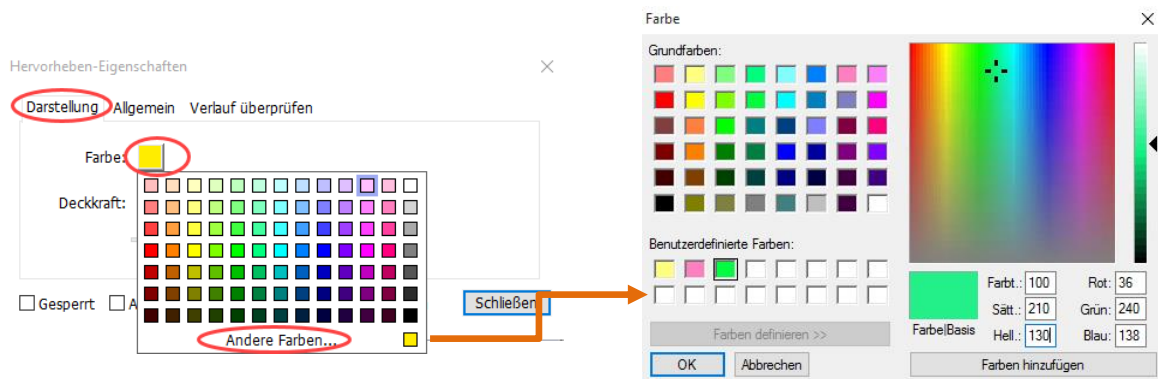 Hervorheben-Eigenschaften
Darstellung Allgemein Verlauf überprüfen
Farbe:
Deckkraft:
Gesperrt A
Schließen
Andere Farben...
Farbe
Grundfarben:
Benutzerdefinierte Farben:
Farben definieren >>
OK Abbrechen
Farbe|Basis
Farbt.: 100 Rot: 36
Sätt.: 210 Grün: 240
Hell.: 130 Blau: 138
Farben hinzufügen